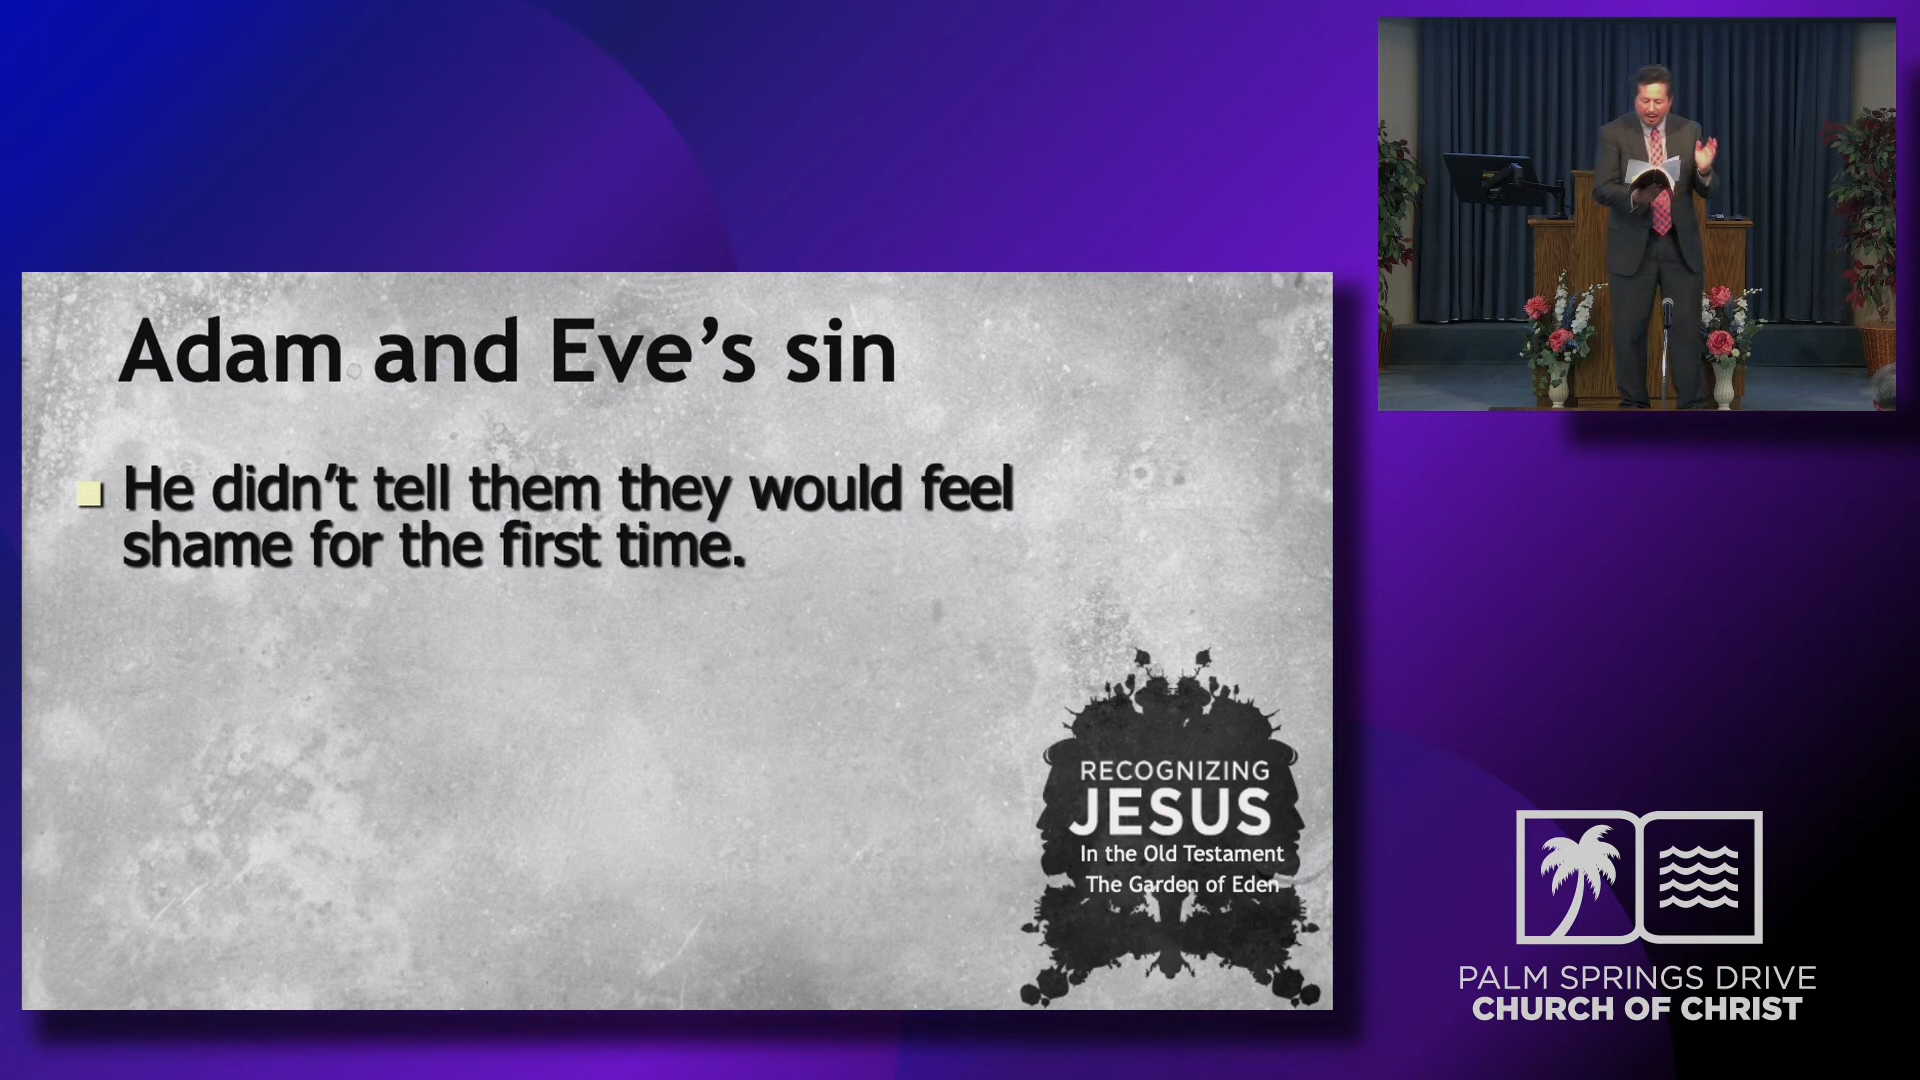 Adam and Eve’s sin
He didn’t tell them they would feel
shame for the first time.
RECOGNIZING
JESUS
In the Old Testament
The Garden of Eden
PALM SPRINGS DRIVE
CHURCH OF CHRIST